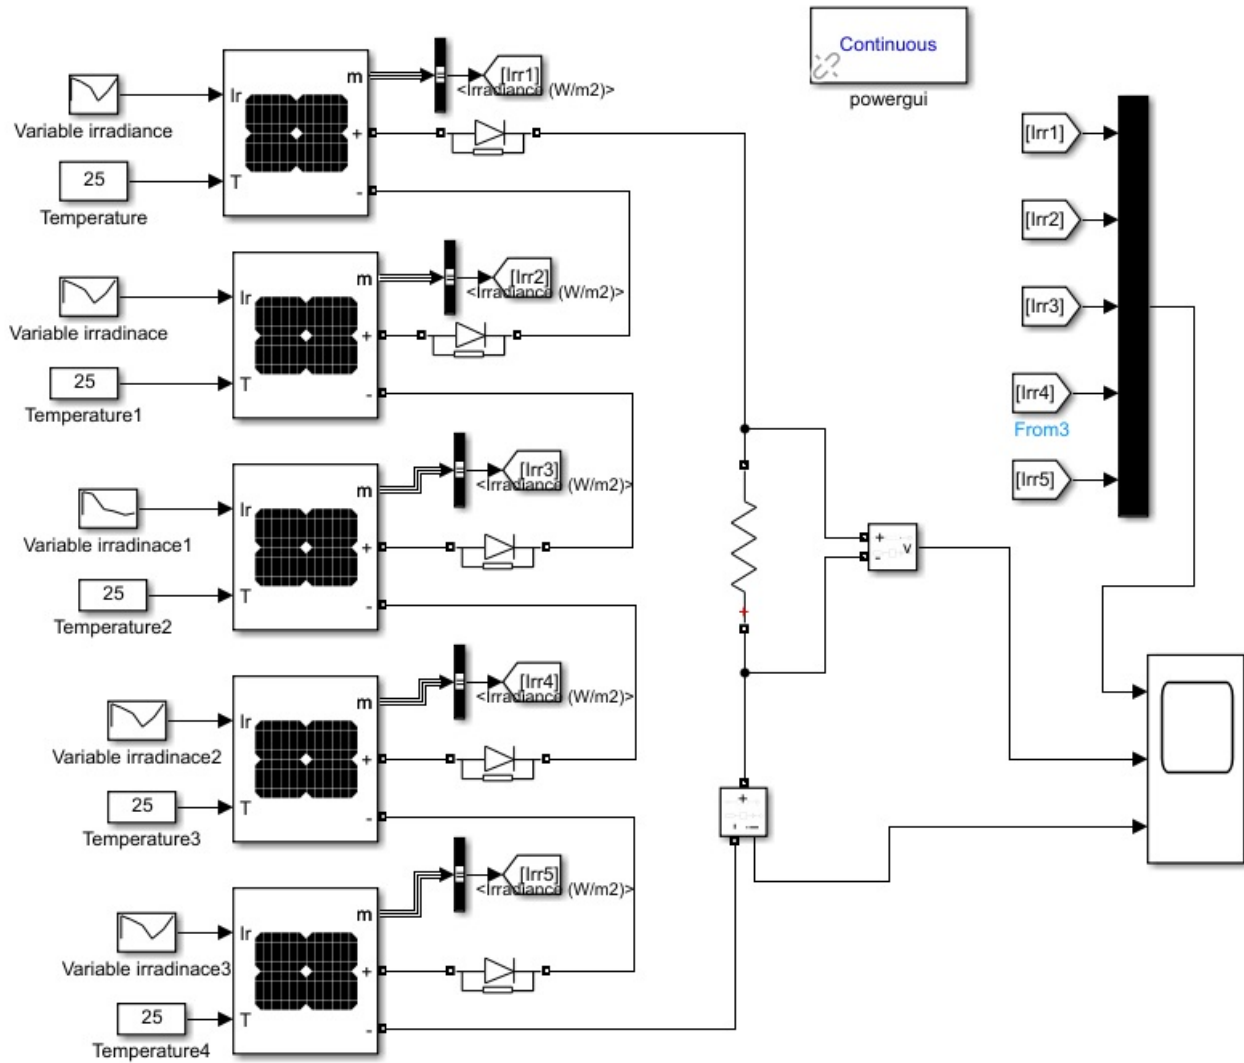 Continuous
powergui
m
[Irr1]
<Irradiance (W/m2)>
Ir
Variable irradiance
+
25
T
Temperature
-
[Irr1]
m
[Irr2]
<Irradiance (W/m2)>
Ir
Variable irradinace
+
25
T
Temperature1
-
[Irr2]
[Irr3]
[Irr4]
From3
[Irr5]
m
[Irr3]
<Irradiance (W/m2)>
Ir
Variable irradinace1
+
25
T
Temperature2
-
+
v
-
+
m
[Irr4]
<Irradiance (W/m2)>
Ir
Variable irradinace2
+
25
T
Temperature3
-
+
m
[Irr5]
<Irradiance (W/m2)>
Ir
Variable irradinace3
+
25
T
Temperature4
-